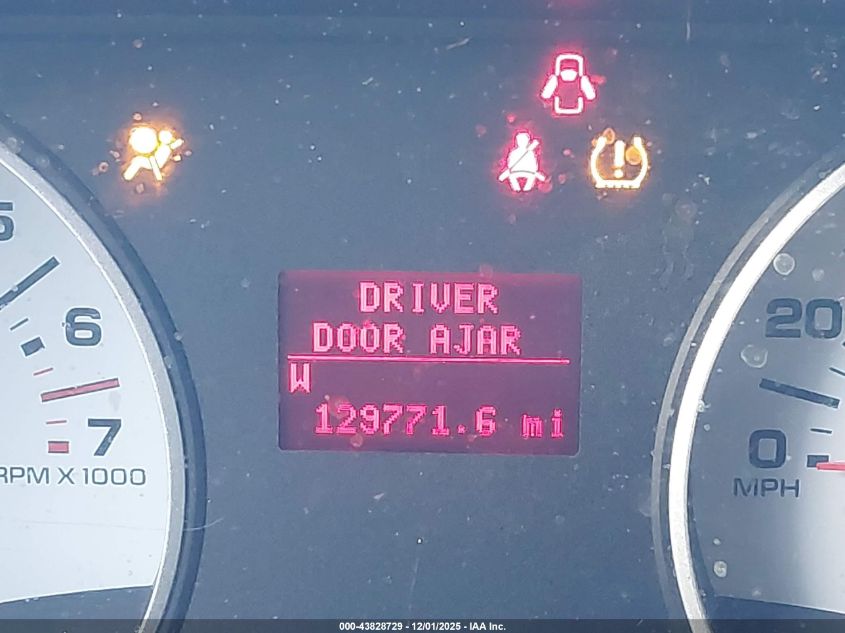 DRIVER
DOOR AJAR
W
129771.6 mi
5
6
7
RPM X 1000
20
0
MPH
000-43828729 - 12/01/2025 - IAA Inc.